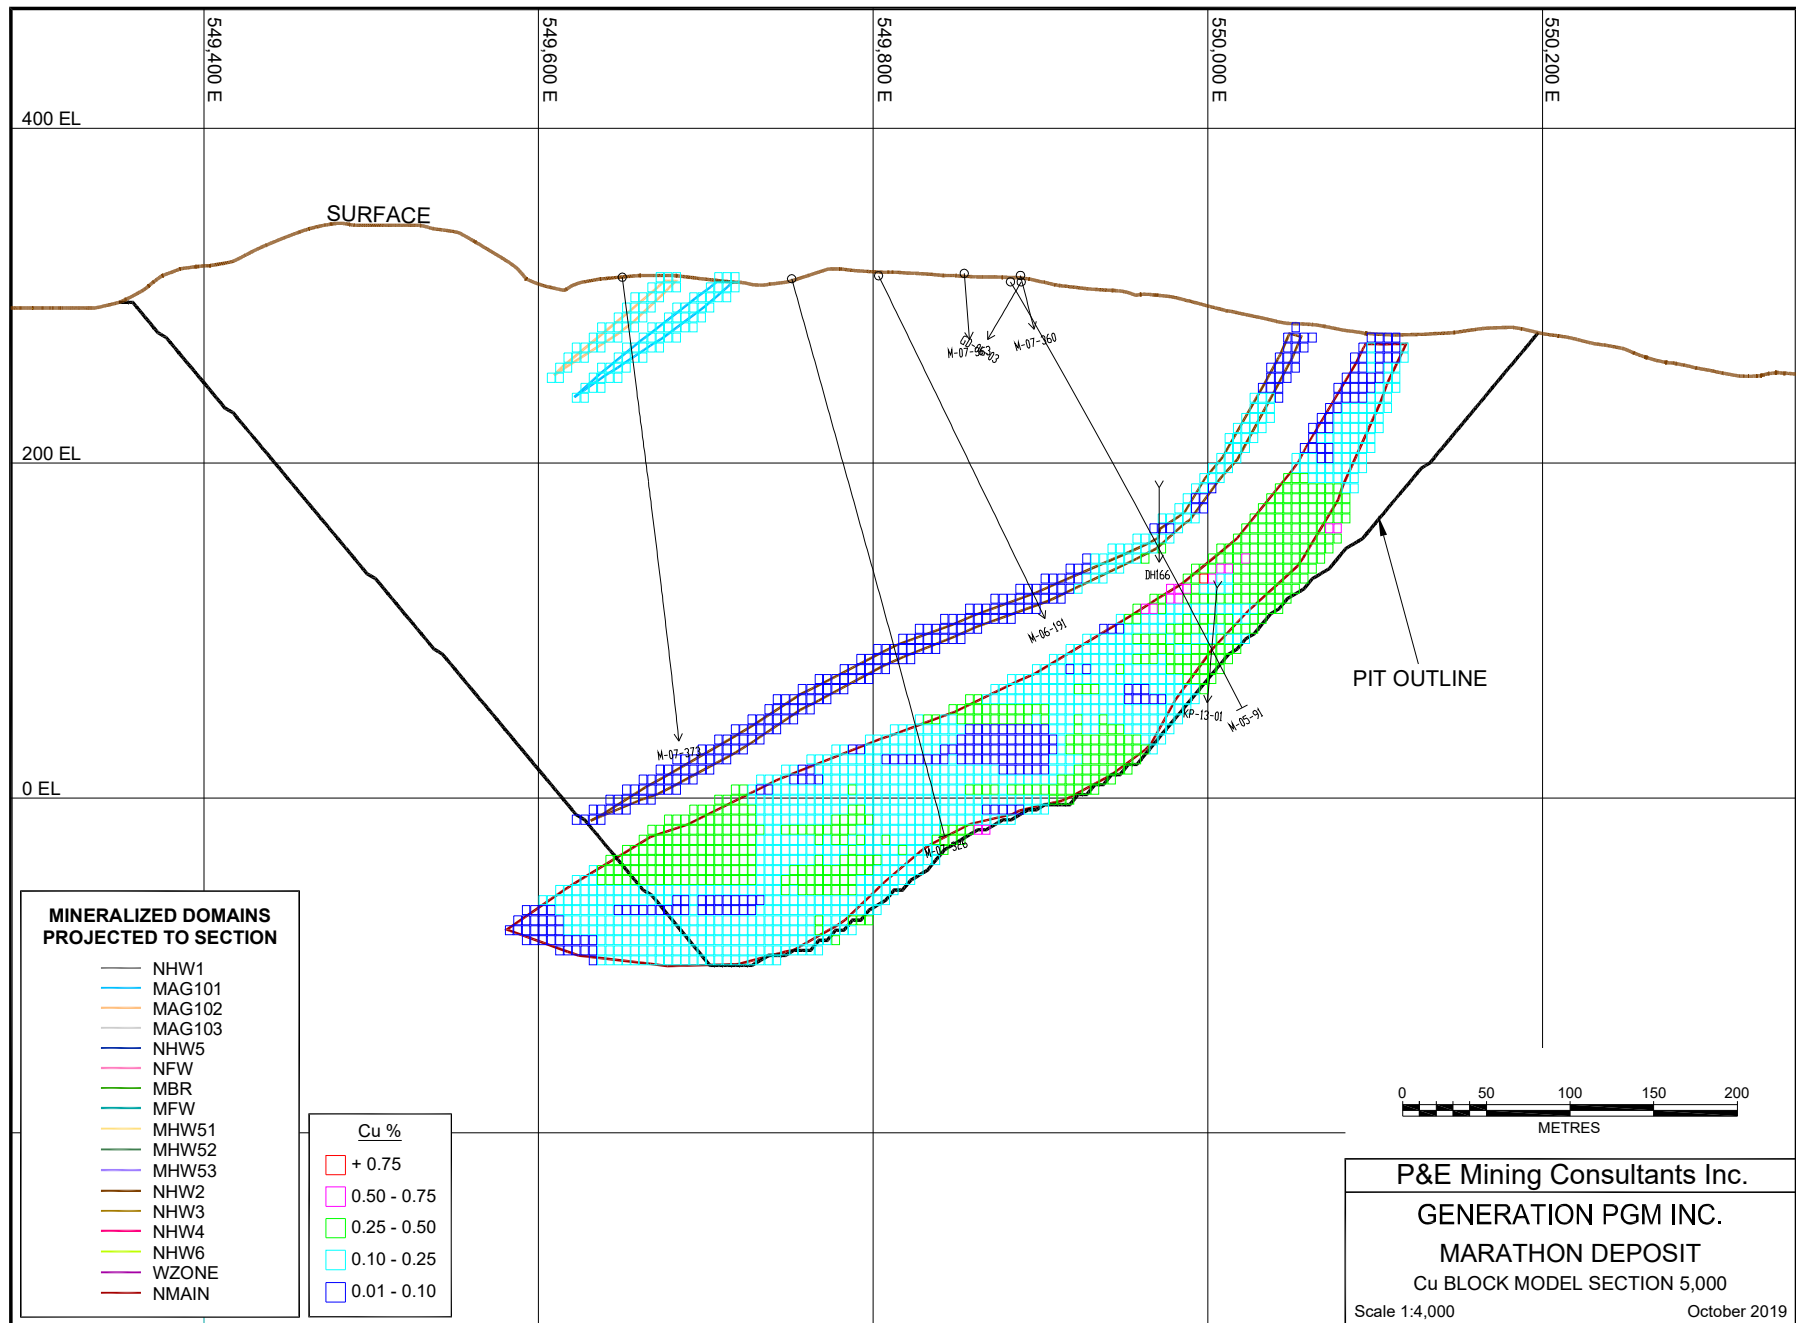 549,400 E
549,600 E
549,800 E
550,000 E
550,200 E
400 EL
SURFACE
M-07-360
200 EL
DH166
M-06-191
PIT OUTLINE
KP-13-01
M-05-91
0 EL
MINERALIZED DOMAINS
PROJECTED TO SECTION
NHW1
MAG101
MAG102
MAG103
NHW5
NFW
MBR
MFW
MHW51
MHW52
MHW53
NHW2
NHW3
NHW4
NHW6
WZONE
NMAIN
Cu %
+ 0.75
0.50 - 0.75
0.25 - 0.50
0.10 - 0.25
0.01 - 0.10
0 50 100 150 200
METRES
P&E Mining Consultants Inc.
GENERATION PGM INC.
MARATHON DEPOSIT
Cu BLOCK MODEL SECTION 5,000
Scale 1:4,000 October 2019